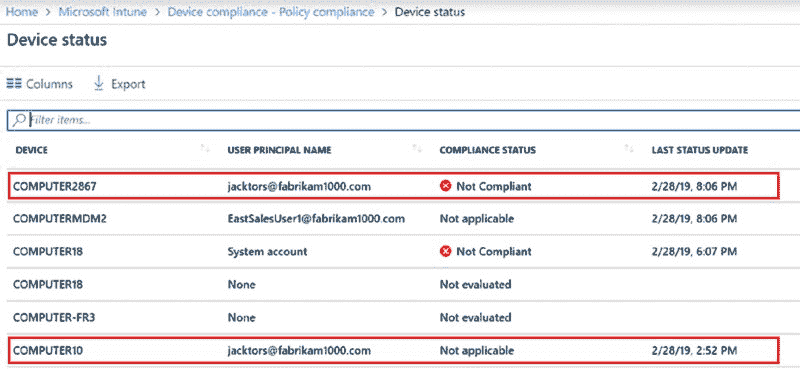 Home > Microsoft Intune > Device compliance - Policy compliance > Device status
Device status
Columns Export
Filter items...
DEVICE USER PRINCIPAL NAME COMPLIANCE STATUS LAST STATUS UPDATE
COMPUTER2867 jacktors@fabrikam1000.com Not Compliant 2/28/19, 8:06 PM
COMPUTERMDM2 EastSalesUser1@fabrikam1000.com Not applicable 2/28/19, 8:06 PM
COMPUTER18 System account Not Compliant 2/28/19, 6:07 PM
COMPUTER18 None Not evaluated
COMPUTER-FR3 None Not evaluated
COMPUTER10 jacktors@fabrikam1000.com Not applicable 2/28/19, 2:52 PM